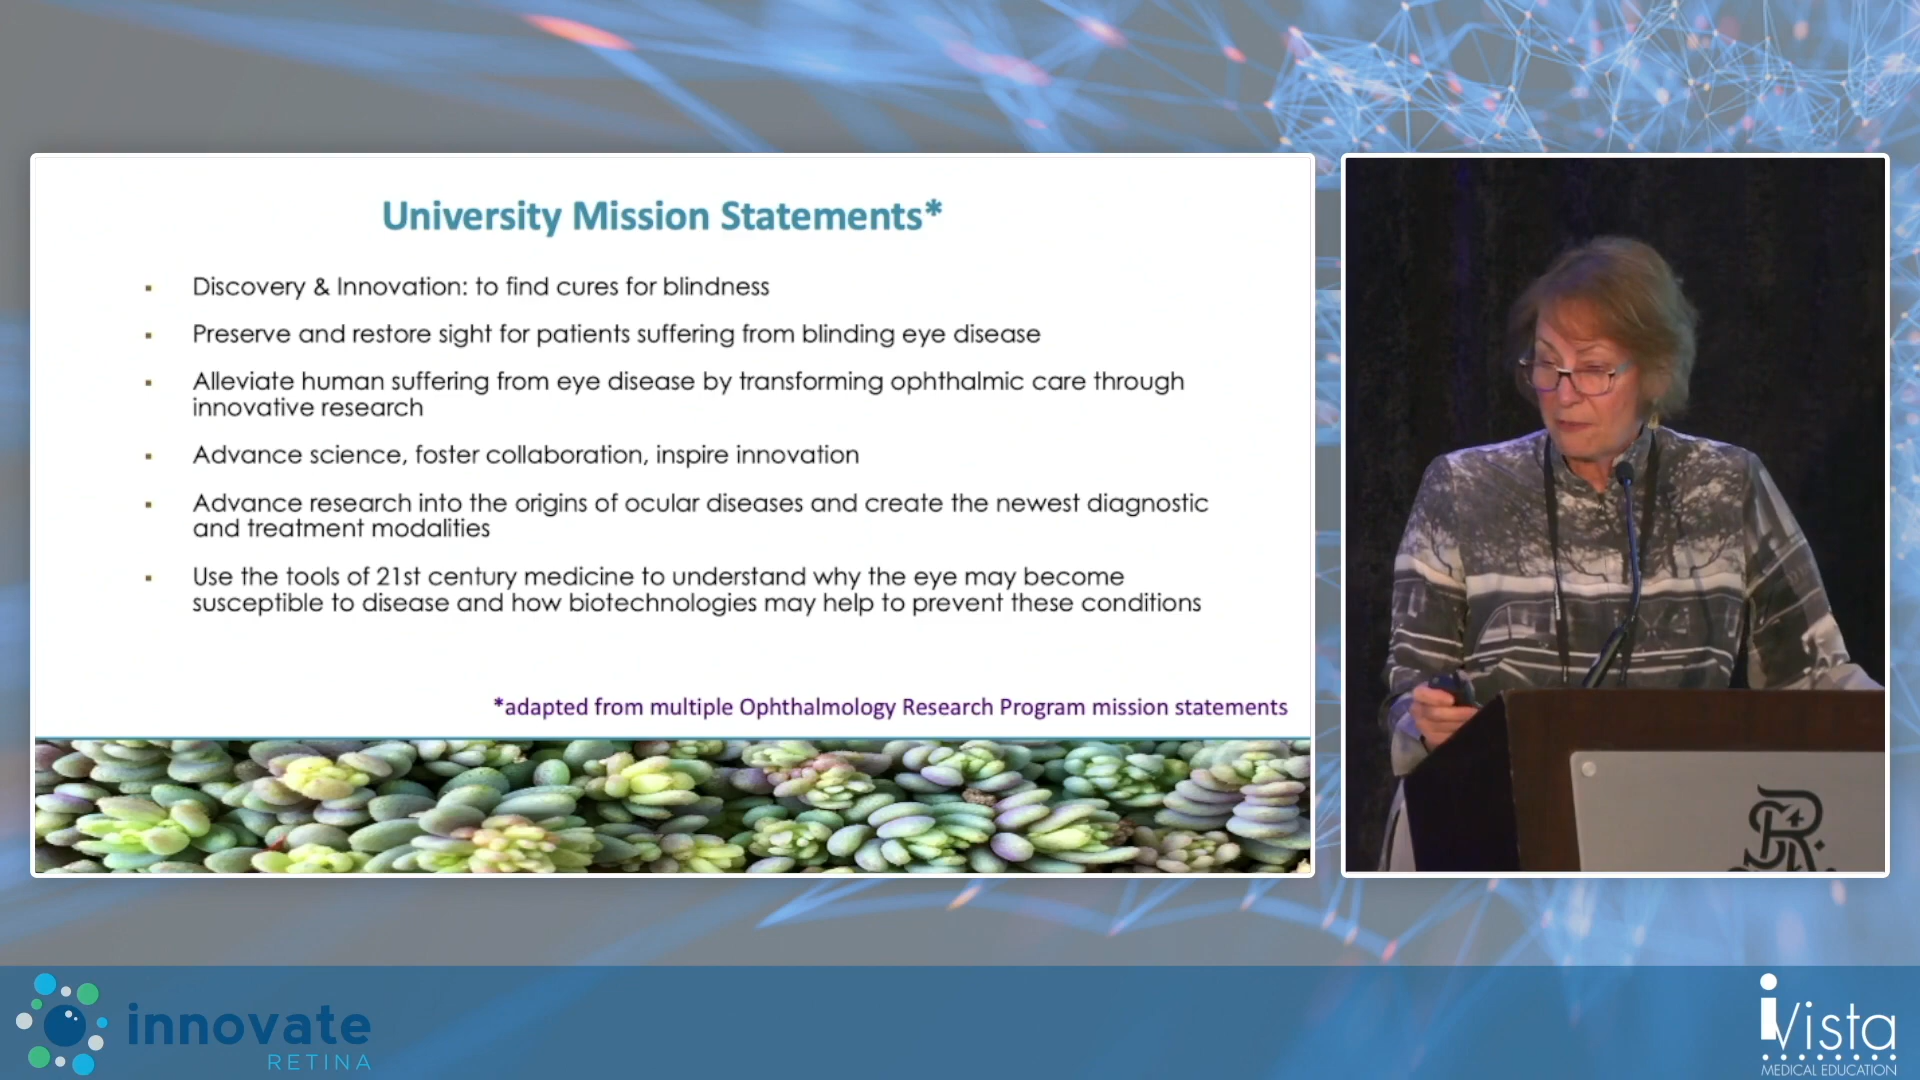 University Mission Statements*
▪ Discovery & Innovation: to find cures for blindness
▪ Preserve and restore sight for patients suffering from blinding eye disease
▪ Alleviate human suffering from eye disease by transforming ophthalmic care through
innovative research
▪ Advance science, foster collaboration, inspire innovation
▪ Advance research into the origins of ocular diseases and create the newest diagnostic
and treatment modalities
▪ Use the tools of 21st century medicine to understand why the eye may become
susceptible to disease and how biotechnologies may help to prevent these conditions
*adapted from multiple Ophthalmology Research Program mission statements
innovate
RETINA
iVista
MEDICAL EDUCATION